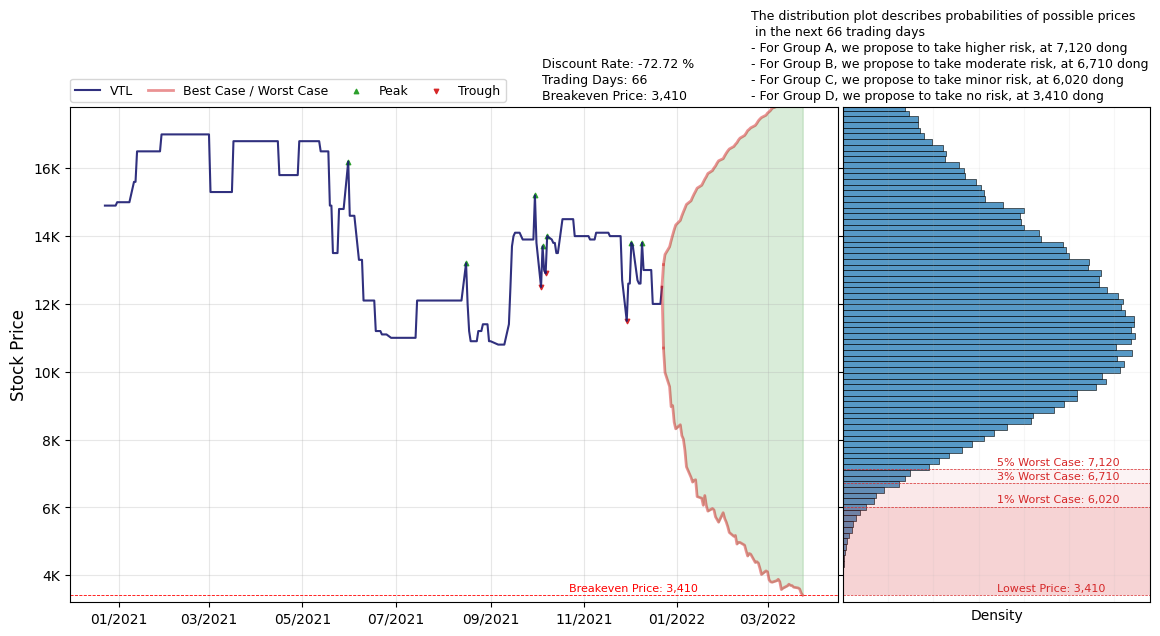 The distribution plot describes probabilities of possible prices
in the next 66 trading days
- For Group A, we propose to take higher risk, at 7,120 dong
- For Group B, we propose to take moderate risk, at 6,710 dong
- For Group C, we propose to take minor risk, at 6,020 dong
- For Group D, we propose to take no risk, at 3,410 dong
Discount Rate: -72.72 %
Trading Days: 66
Breakeven Price: 3,410
VTL
Best Case / Worst Case
Peak
Trough
Stock Price
16K
14K
12K
10K
8K
6K
4K
01/2021
03/2021
05/2021
07/2021
09/2021
11/2021
01/2022
03/2022
Breakeven Price: 3,410
5% Worst Case: 7,120
3% Worst Case: 6,710
1% Worst Case: 6,020
Lowest Price: 3,410
Density